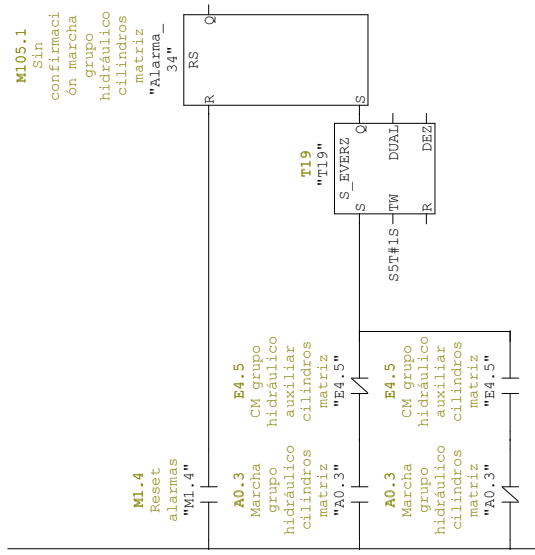 M1.4
Reset
alarmas
"M1.4"
M105.1
Sin
confirmaci
ón marcha
grupo
hidráulico
cilindros
matriz
"Alarma_
34"
RS
R
Q
S
A0.3
Marcha
grupo
hidráulico
cilindros
matriz
"A0.3"
E4.5
CM grupo
hidráulico
auxiliar
cilindros
matriz
"E4.5"
T19
"T19"
S_EVERZ
S
Q
S5T#1S
TW
DUAL
R
DEZ
A0.3
Marcha
grupo
hidráulico
cilindros
matriz
"A0.3"
E4.5
CM grupo
hidráulico
auxiliar
cilindros
matriz
"E4.5"